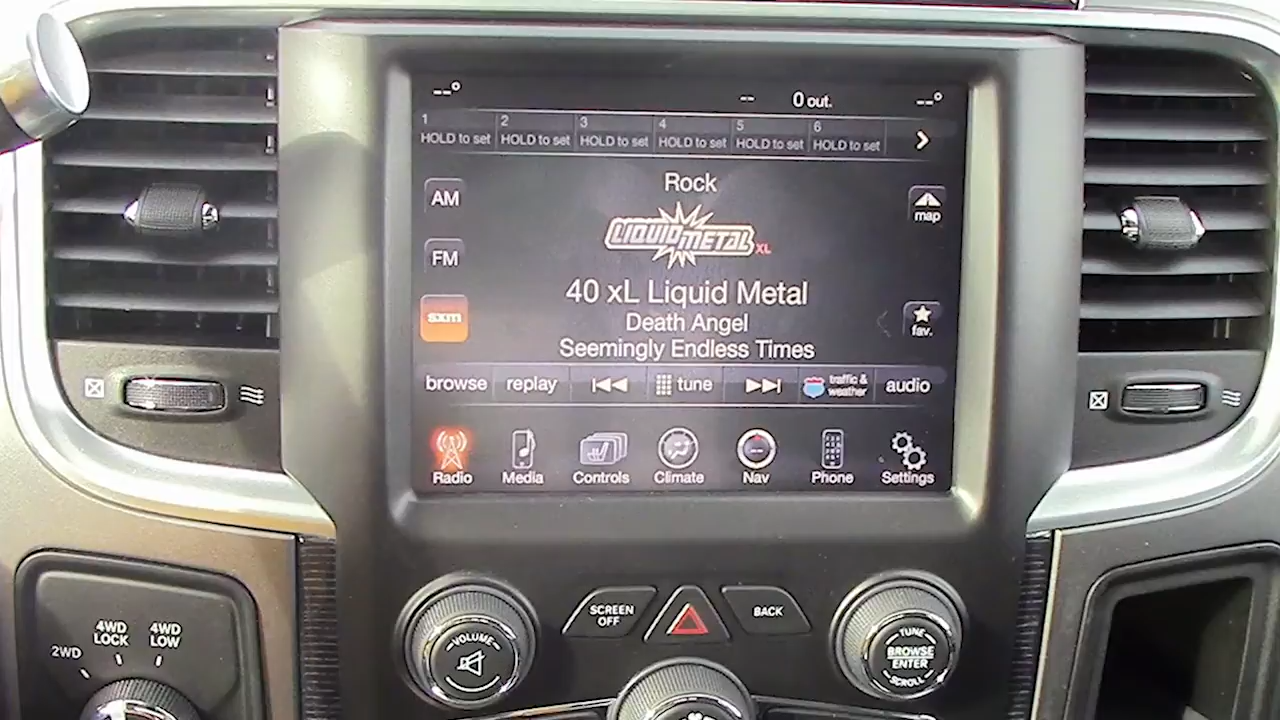 --° -- 0 out. --°
1 2 3 4 5 6
HOLD to set HOLD to set HOLD to set HOLD to set HOLD to set HOLD to set
Rock
AM
map
LIQUID METAL XL
FM
40 xL Liquid Metal
sxm
Death Angel
fav.
Seemingly Endless Times
browse replay tune traffic & weather audio
Radio Media Controls Climate Nav Phone Settings
SCREEN OFF
BACK
4WD LOCK
4WD LOW
2WD
VOLUME
TUNE
BROWSE
ENTER
SCROLL